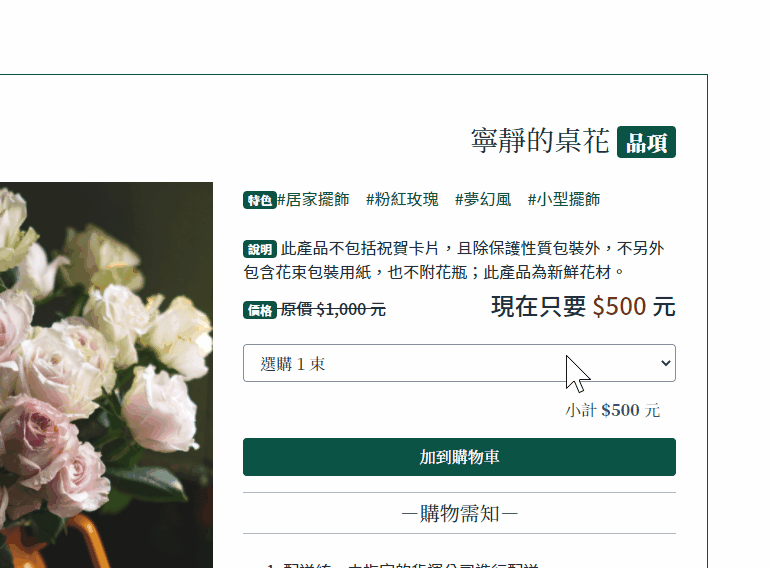 寧靜的桌花 品項
特色#居家擺飾 #粉紅玫瑰 #夢幻風 #小型擺飾
說明 此產品不包括祝賀卡片，且除保護性質包裝外，不另外
包含花束包裝用紙，也不附花瓶；此產品為新鮮花材。
價格 原價 $1,000 元 現在只要 $500 元
選購 1 束
小計 $500 元
加到購物車
－購物需知－